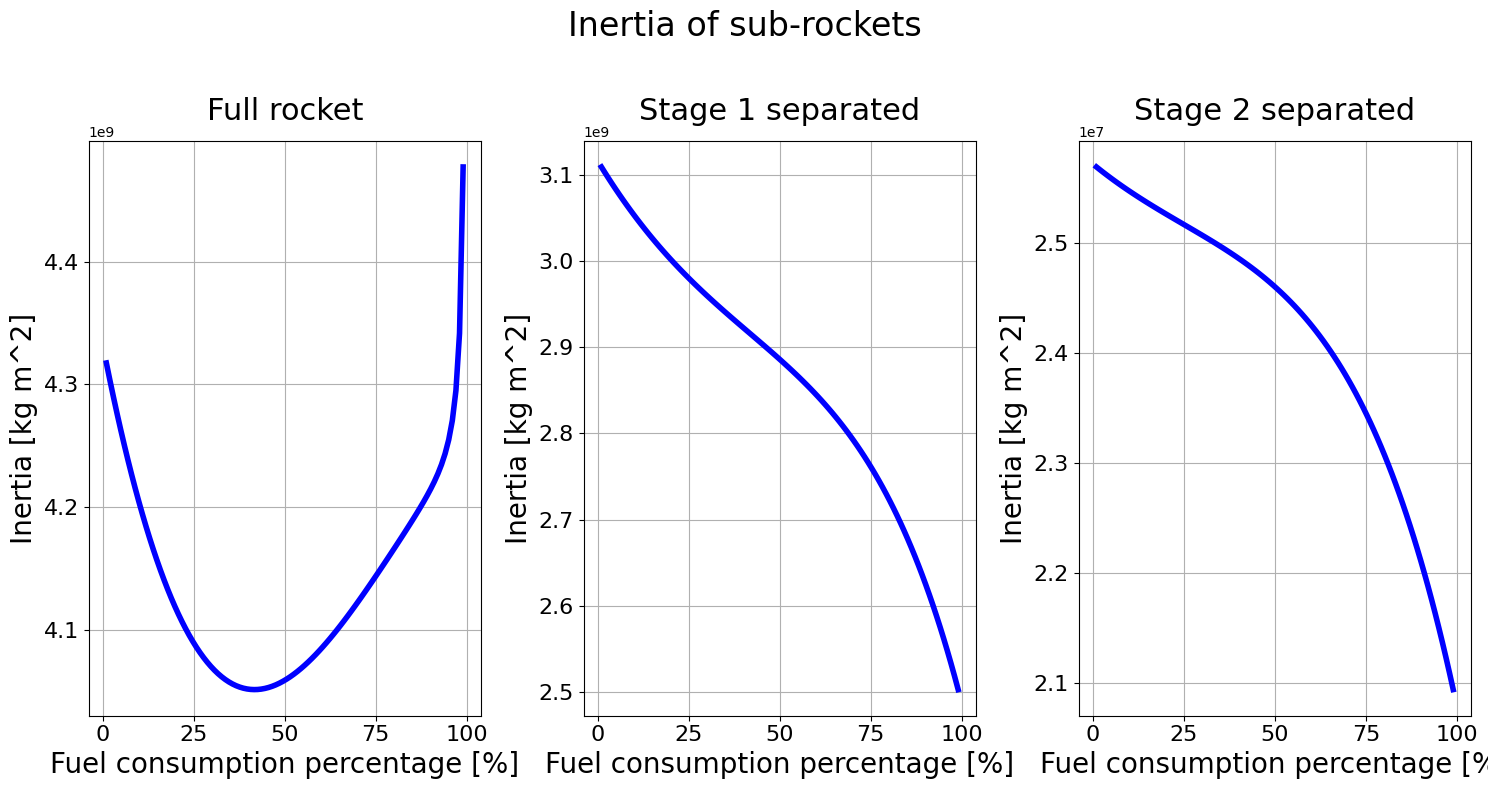 Inertia of sub-rockets
Full rocket
1e9
4.4
4.3
4.2
4.1
Inertia [kg m^2]
0 25 50 75 100
Fuel consumption percentage [%]
Stage 1 separated
1e9
3.1
3.0
2.9
2.8
2.7
2.6
2.5
Inertia [kg m^2]
0 25 50 75 100
Fuel consumption percentage [%]
Stage 2 separated
1e7
2.5
2.4
2.3
2.2
2.1
Inertia [kg m^2]
0 25 50 75 100
Fuel consumption percentage [%